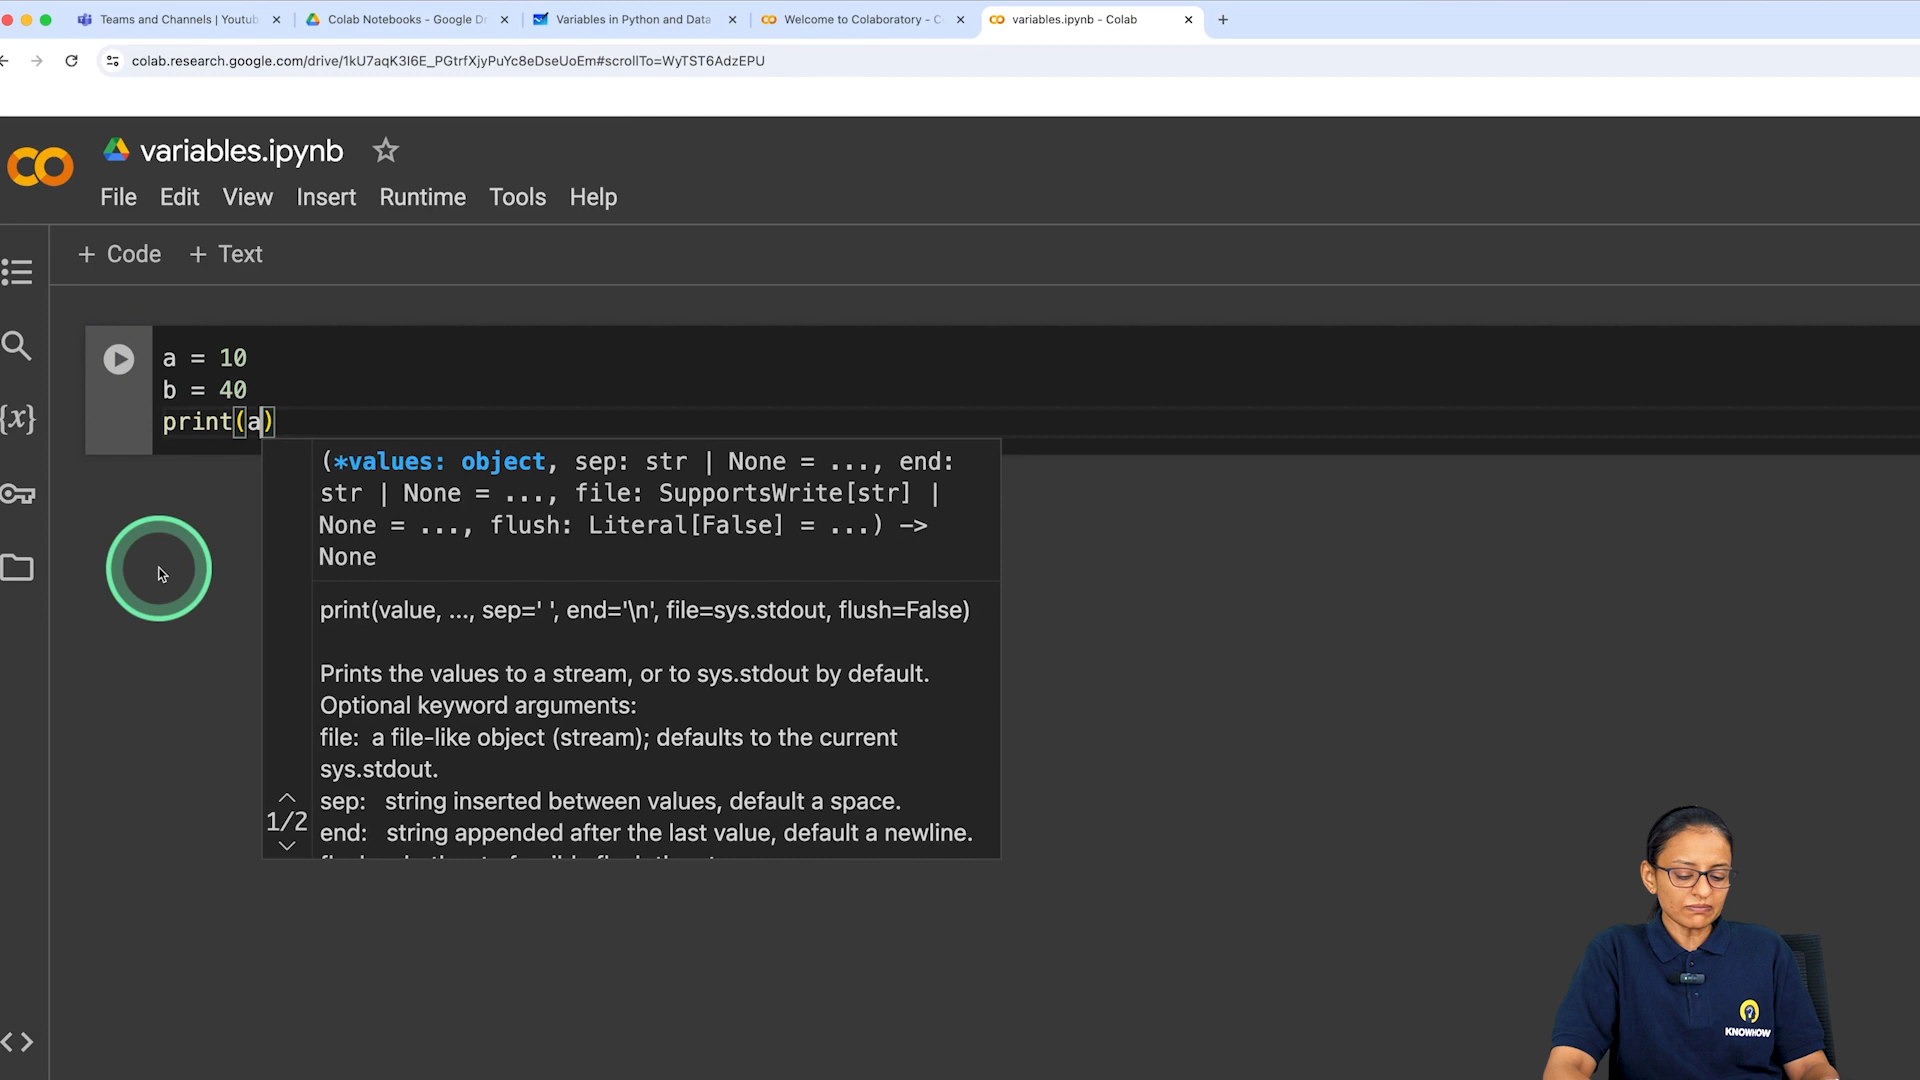 Teams and Channels | Youtub
Colab Notebooks - Google Dr
Variables in Python and Data
Welcome to Colaboratory - C
variables.ipynb - Colab
colab.research.google.com/drive/1kU7aqK3I6E_PGtrfXjyPuYc8eDseUoEm#scrollTo=WyTST6AdzEPU
variables.ipynb
File Edit View Insert Runtime Tools Help
+ Code + Text
a = 10
b = 40
print(a)
(*values: object, sep: str | None = ..., end:
str | None = ..., file: SupportsWrite[str] |
None = ..., flush: Literal[False] = ...) ->
None
print(value, ..., sep=' ', end='\n', file=sys.stdout, flush=False)
Prints the values to a stream, or to sys.stdout by default.
Optional keyword arguments:
file: a file-like object (stream); defaults to the current
sys.stdout.
sep: string inserted between values, default a space.
1/2
end: string appended after the last value, default a newline.
KNOWHOW